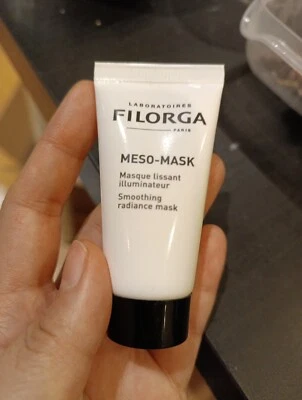 LABORATOIRES
FILORGA
PARIS
MESO-MASK
Masque lissant
illuminateur
Smoothing
radiance mask